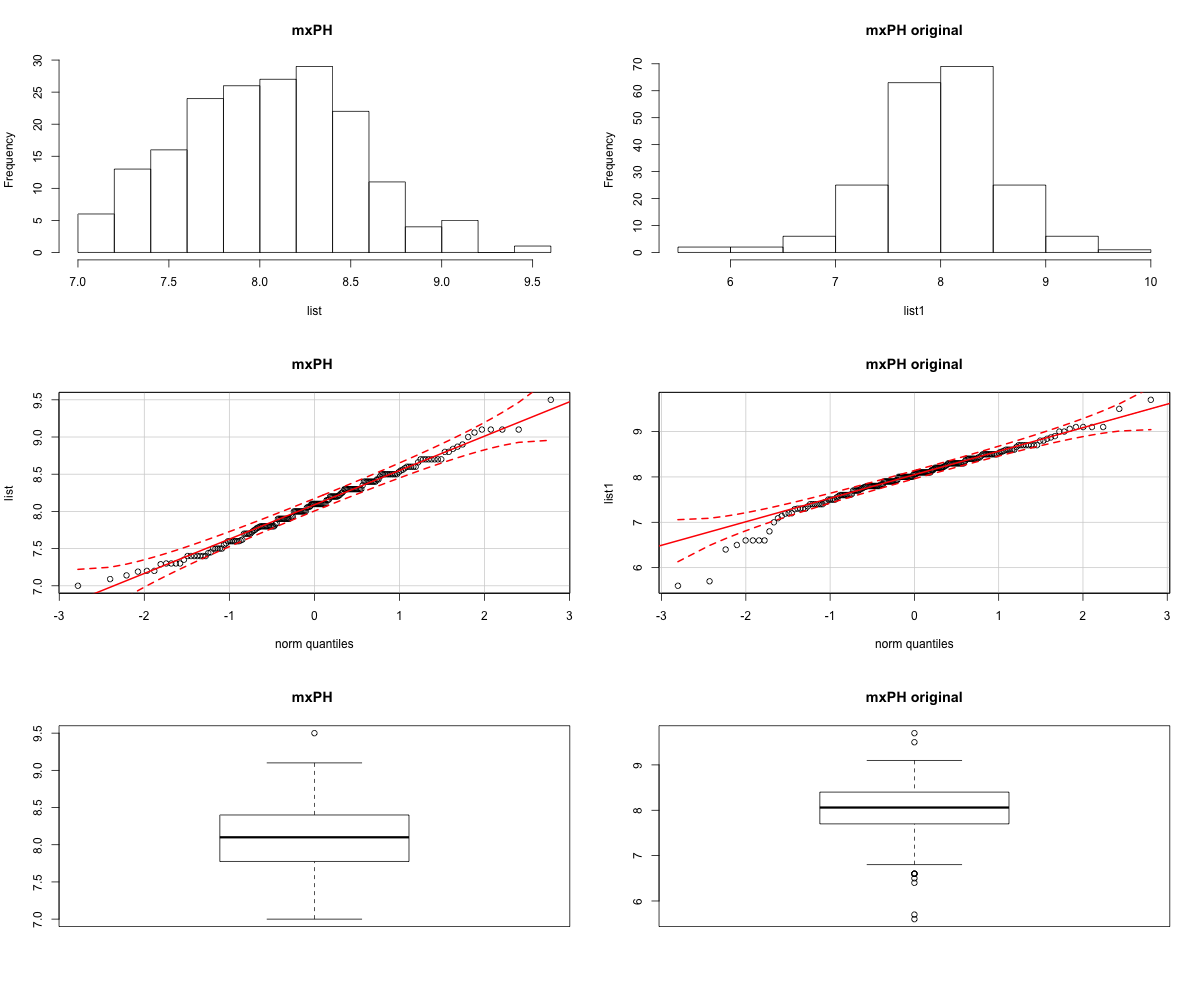 mxPH
Frequency
0 5 10 15 20 25 30
7.0 7.5 8.0 8.5 9.0 9.5
list
mxPH original
Frequency
0 10 20 30 40 50 60 70
6 7 8 9 10
list1
mxPH
list
7.0 7.5 8.0 8.5 9.0 9.5
-3 -2 -1 0 1 2 3
norm quantiles
mxPH original
list1
6 7 8 9
-3 -2 -1 0 1 2 3
norm quantiles
mxPH
7.0 7.5 8.0 8.5 9.0 9.5
mxPH original
6 7 8 9